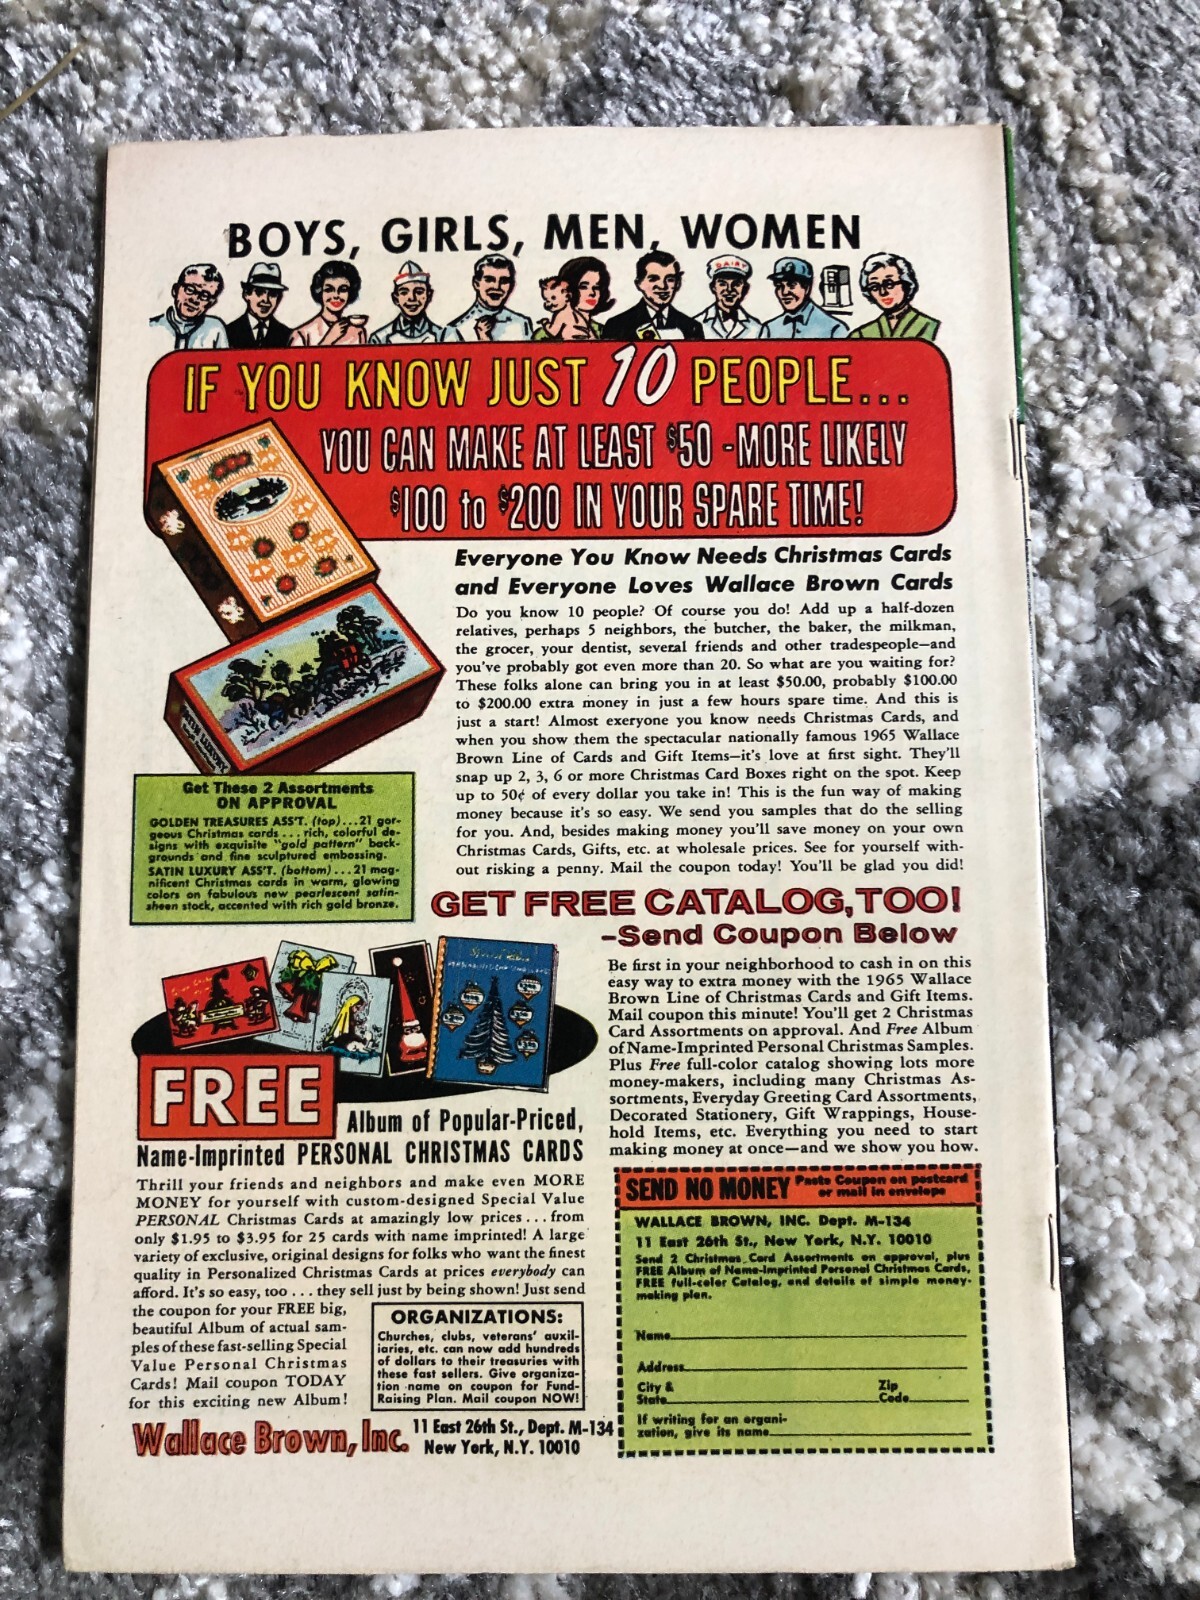 BOYS, GIRLS, MEN, WOMEN
DAIRY
IF YOU KNOW JUST 10 PEOPLE...
YOU CAN MAKE AT LEAST $50 - MORE LIKELY
$100 to $200 IN YOUR SPARE TIME!
Everyone You Know Needs Christmas Cards
and Everyone Loves Wallace Brown Cards
Do you know 10 people? Of course you do! Add up a half-dozen
relatives, perhaps 5 neighbors, the butcher, the baker, the milkman,
the grocer, your dentist, several friends and other tradespeople—and
you've probably got even more than 20. So what are you waiting for?
These folks alone can bring you in at least $50.00, probably $100.00
to $200.00 extra money in just a few hours spare time. And this is
just a start! Almost exeryone you know needs Christmas Cards, and
when you show them the spectacular nationally famous 1965 Wallace
Brown Line of Cards and Gift Items—it's love at first sight. They'll
snap up 2, 3, 6 or more Christmas Card Boxes right on the spot. Keep
up to 50¢ of every dollar you take in! This is the fun way of making
money because it's so easy. We send you samples that do the selling
for you. And, besides making money you'll save money on your own
Christmas Cards, Gifts, etc. at wholesale prices. See for yourself with-
out risking a penny. Mail the coupon today! You'll be glad you did!
Get These 2 Assortments
ON APPROVAL
GOLDEN TREASURES ASS'T. (top)...21 gor-
geous Christmas cards...rich, colorful de-
signs with exquisite "gold pattern" back-
grounds and fine sculptured embossing.
SATIN LUXURY ASS'T. (bottom)...21 mag-
nificent Christmas cards in warm, glowing
colors on fabulous new pearlescent satin-
sheen stock, accented with rich gold bronze.
GET FREE CATALOG, TOO!
-Send Coupon Below
Be first in your neighborhood to cash in on this
easy way to extra money with the 1965 Wallace
Brown Line of Christmas Cards and Gift Items.
Mail coupon this minute! You'll get 2 Christmas
Card Assortments on approval. And Free Album
of Name-Imprinted Personal Christmas Samples.
Plus Free full-color catalog showing lots more
money-makers, including many Christmas As-
sortments, Everyday Greeting Card Assortments,
Decorated Stationery, Gift Wrappings, House-
hold Items, etc. Everything you need to start
making money at once—and we show you how.
FREE
Album of Popular-Priced,
Name-Imprinted PERSONAL CHRISTMAS CARDS
Thrill your friends and neighbors and make even MORE
MONEY for yourself with custom-designed Special Value
PERSONAL Christmas Cards at amazingly low prices...from
only $1.95 to $3.95 for 25 cards with name imprinted! A large
variety of exclusive, original designs for folks who want the finest
quality in Personalized Christmas Cards at prices everybody can
afford. It's so easy, too...they sell just by being shown! Just send
the coupon for your FREE big,
beautiful Album of actual sam-
ples of these fast-selling Special
Value Personal Christmas
Cards! Mail coupon TODAY
for this exciting new Album!
ORGANIZATIONS:
Churches, clubs, veterans' auxil-
iaries, etc. can now add hundreds
of dollars to their treasuries with
these fast sellers. Give organiza-
tion name on coupon for Fund-
Raising Plan. Mail coupon NOW!
Wallace Brown, Inc.
11 East 26th St., Dept. M-134
New York, N.Y. 10010
SEND NO MONEY Paste Coupon on postcard
or mail in envelope
WALLACE BROWN, INC. Dept. M-134
11 East 26th St., New York, N.Y. 10010
Send 2 Christmas Card Assortments on approval, plus
FREE Album of Name-Imprinted Personal Christmas Cards,
FREE full-color Catalog, and details of simple money-
making plan.
Name
Address
City & State
Zip Code
If writing for an organi-
zation, give its name